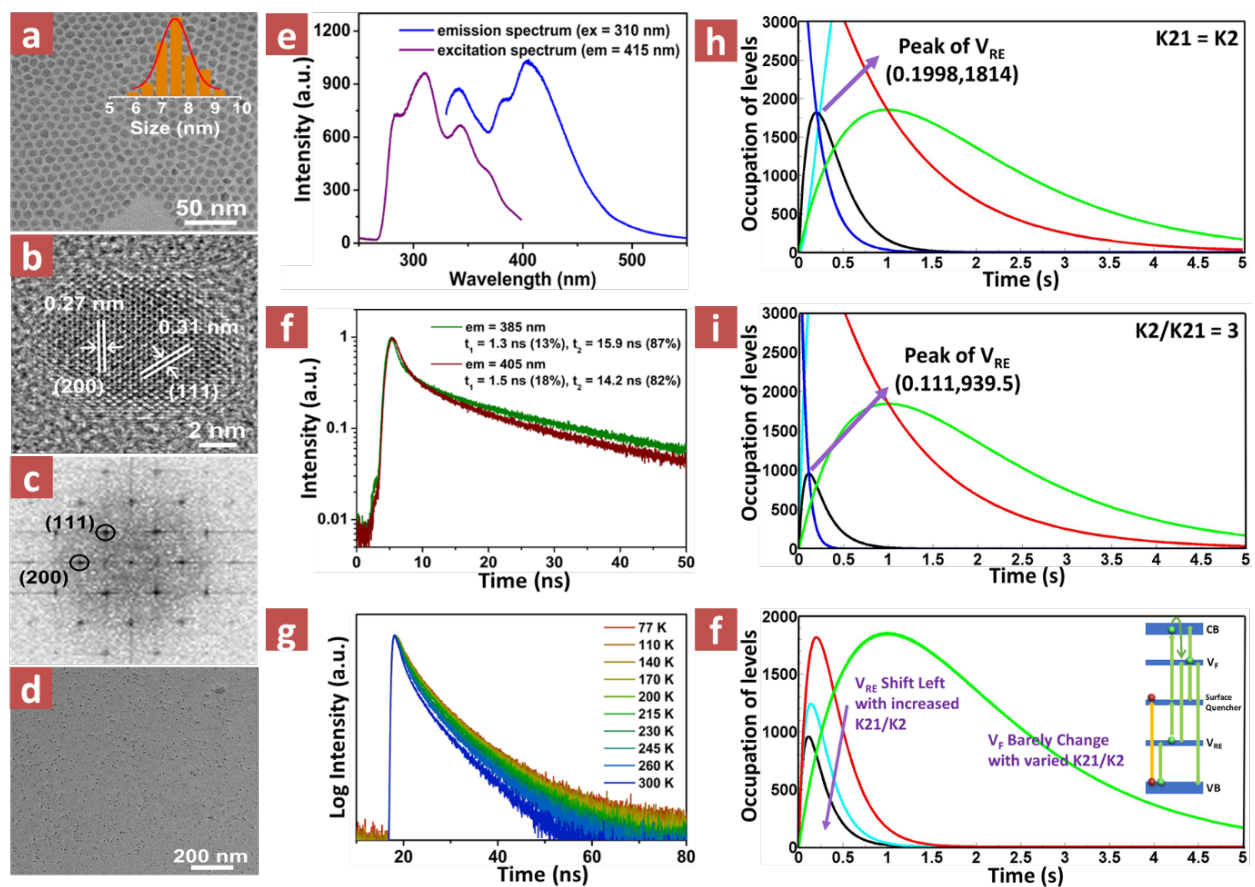 a
5 6 7 8 9 10
Size (nm)
50 nm
b
0.27 nm
0.31 nm
(200)
(111)
2 nm
c
(111)
(200)
d
200 nm
e
Intensity (a.u.)
1200
900
600
300
0
emission spectrum (ex = 310 nm)
excitation spectrum (em = 415 nm)
300 400 500
Wavelength (nm)
f
Intensity (a.u.)
1
0.1
0.01
em = 385 nm
t1 = 1.3 ns (13%), t2 = 15.9 ns (87%)
em = 405 nm
t1 = 1.5 ns (18%), t2 = 14.2 ns (82%)
0 10 20 30 40 50
Time (ns)
g
Log Intensity (a.u.)
77 K
110 K
140 K
170 K
200 K
215 K
230 K
245 K
260 K
300 K
20 40 60 80
Time (ns)
h
Occupation of levels
3000
2500
2000
1500
1000
500
0
K21 = K2
Peak of VRE
(0.1998,1814)
0 0.5 1 1.5 2 2.5 3 3.5 4 4.5 5
Time (s)
i
Occupation of levels
3000
2500
2000
1500
1000
500
0
K2/K21 = 3
Peak of VRE
(0.111,939.5)
0 0.5 1 1.5 2 2.5 3 3.5 4 4.5 5
Time (s)
f
Occupation of levels
2000
1500
1000
500
0
VRE Shift Left
with increased
K21/K2
VF Barely Change
with varied K21/K2
CB
VF
Surface
Quencher
VRE
VB
0 0.5 1 1.5 2 2.5 3 3.5 4 4.5 5
Time (s)